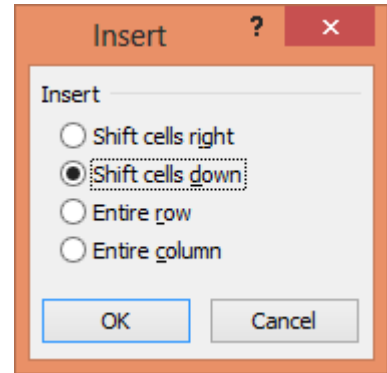 Insert ? ×
Insert
Shift cells right
Shift cells down
Entire row
Entire column
OK Cancel